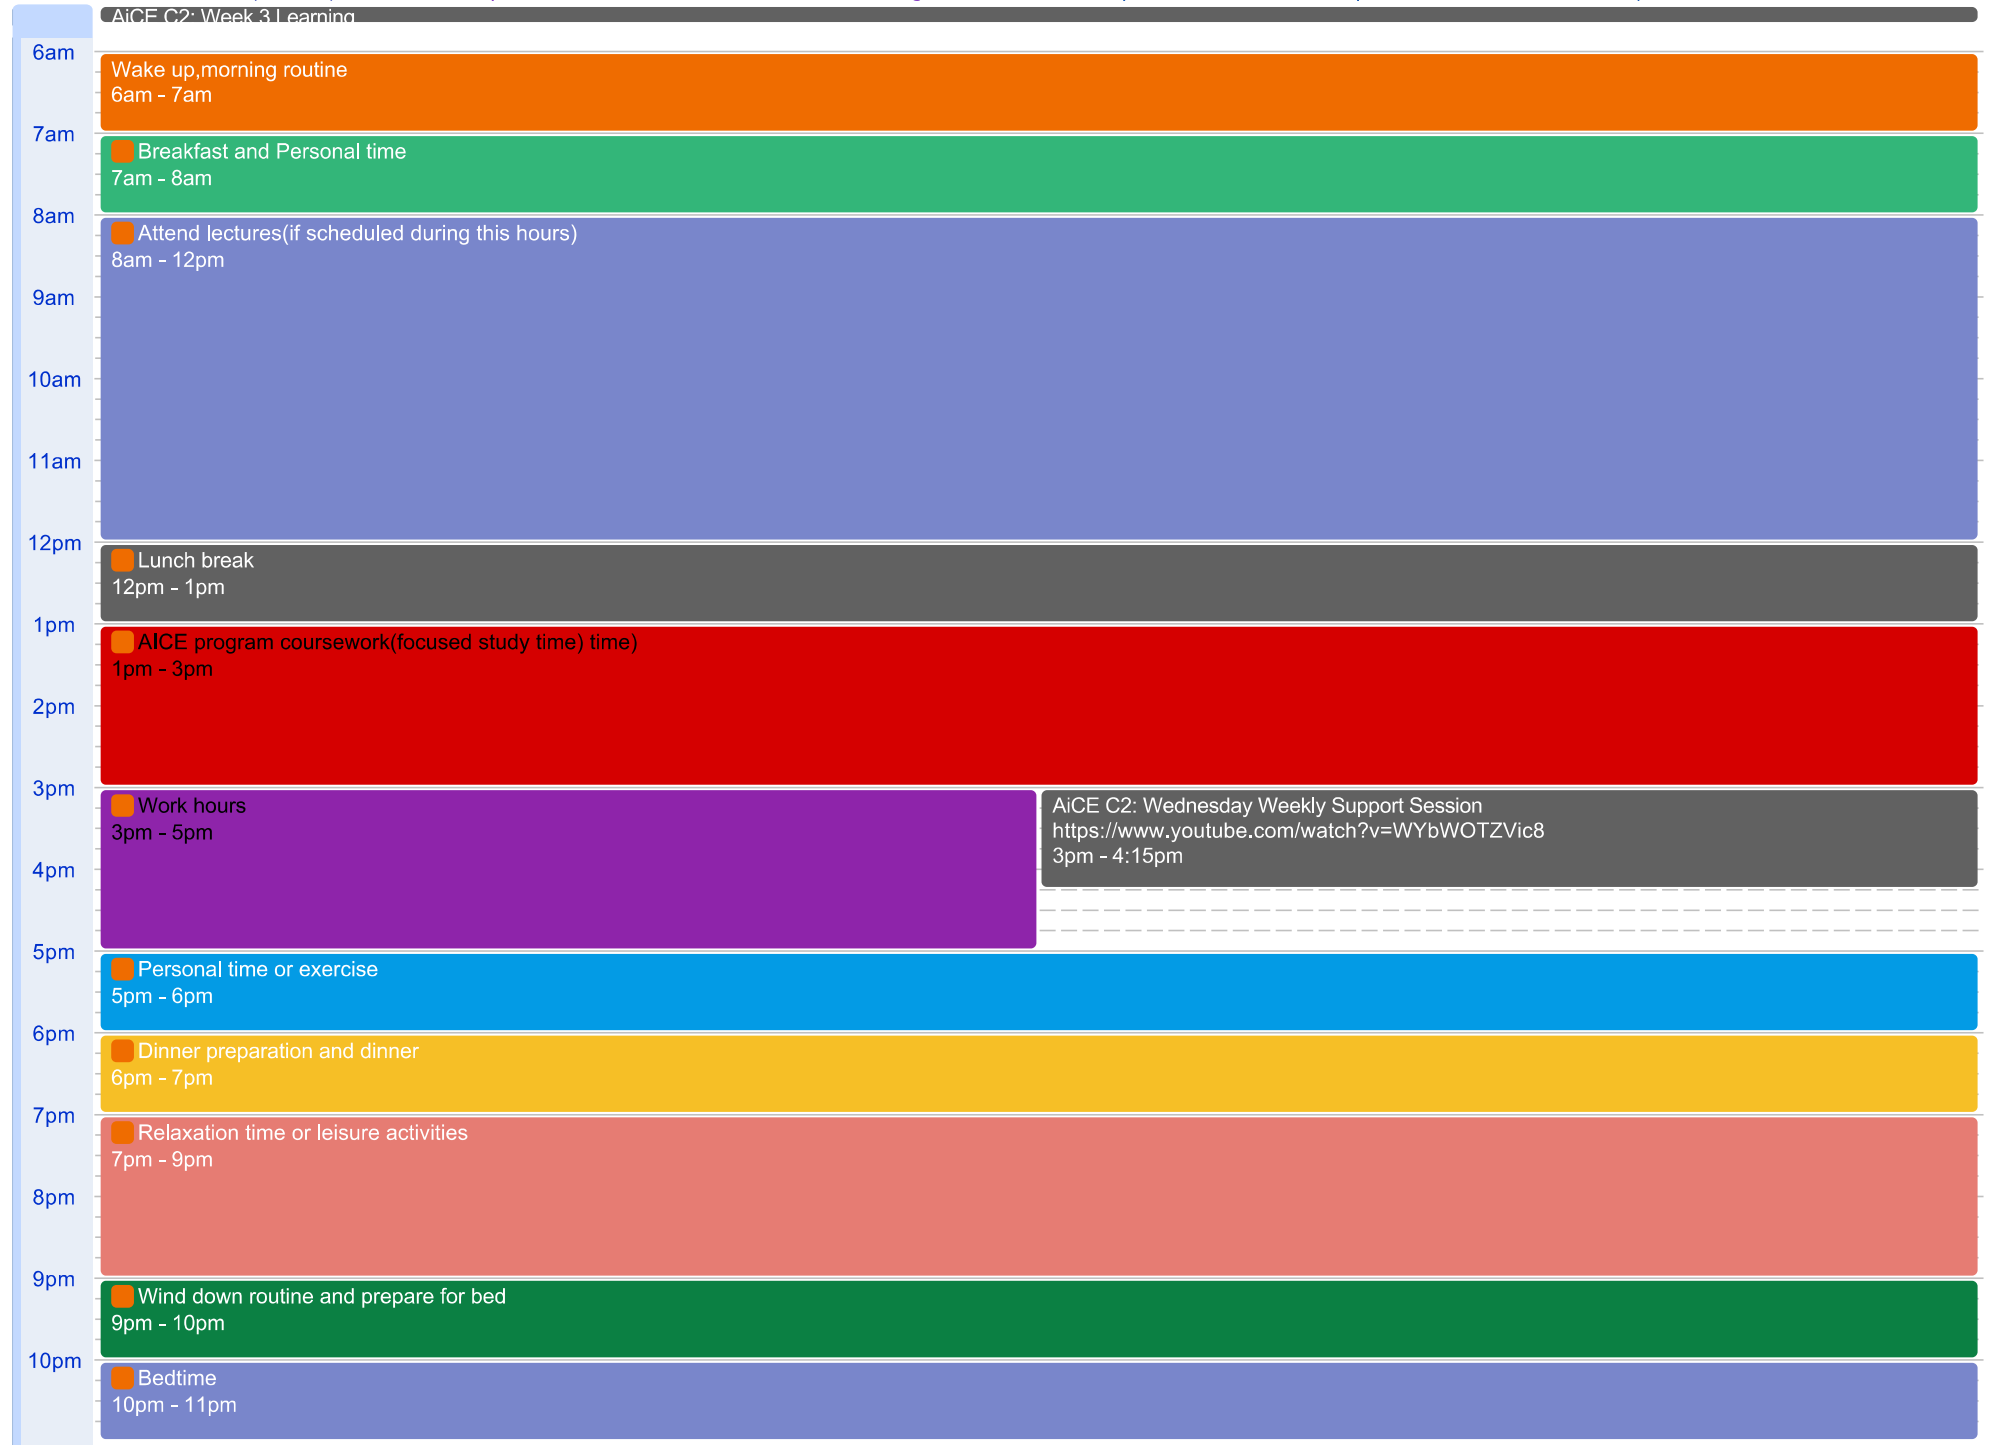 AiCE C2: Week 3 Learning
6am
Wake up,morning routine
6am - 7am
7am
Breakfast and Personal time
7am - 8am
8am
Attend lectures(if scheduled during this hours)
8am - 12pm
9am
10am
11am
12pm
Lunch break
12pm - 1pm
1pm
AICE program coursework(focused study time) time)
1pm - 3pm
2pm
3pm
Work hours
3pm - 5pm
AiCE C2: Wednesday Weekly Support Session
https://www.youtube.com/watch?v=WYbWOTZVic8
3pm - 4:15pm
4pm
5pm
Personal time or exercise
5pm - 6pm
6pm
Dinner preparation and dinner
6pm - 7pm
7pm
Relaxation time or leisure activities
7pm - 9pm
8pm
9pm
Wind down routine and prepare for bed
9pm - 10pm
10pm
Bedtime
10pm - 11pm